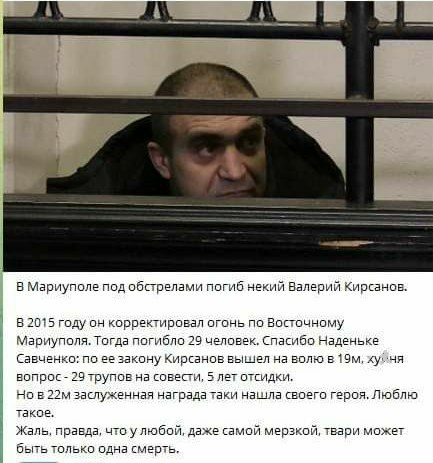 В Мариуполе под обстрелами погиб некий Валерий Кирсанов.
В 2015 году он корректировал огонь по Восточному
Мариуполя. Тогда погибло 29 человек. Спасибо Наденьке
Савченко: по ее закону Кирсанов вышел на волю в 19м, хуйня
вопрос - 29 трупов на совести, 5 лет отсидки.
Но в 22м заслуженная награда таки нашла своего героя. Люблю
такое.
Жаль, правда, что у любой, даже самой мерзкой, твари может
быть только одна смерть.